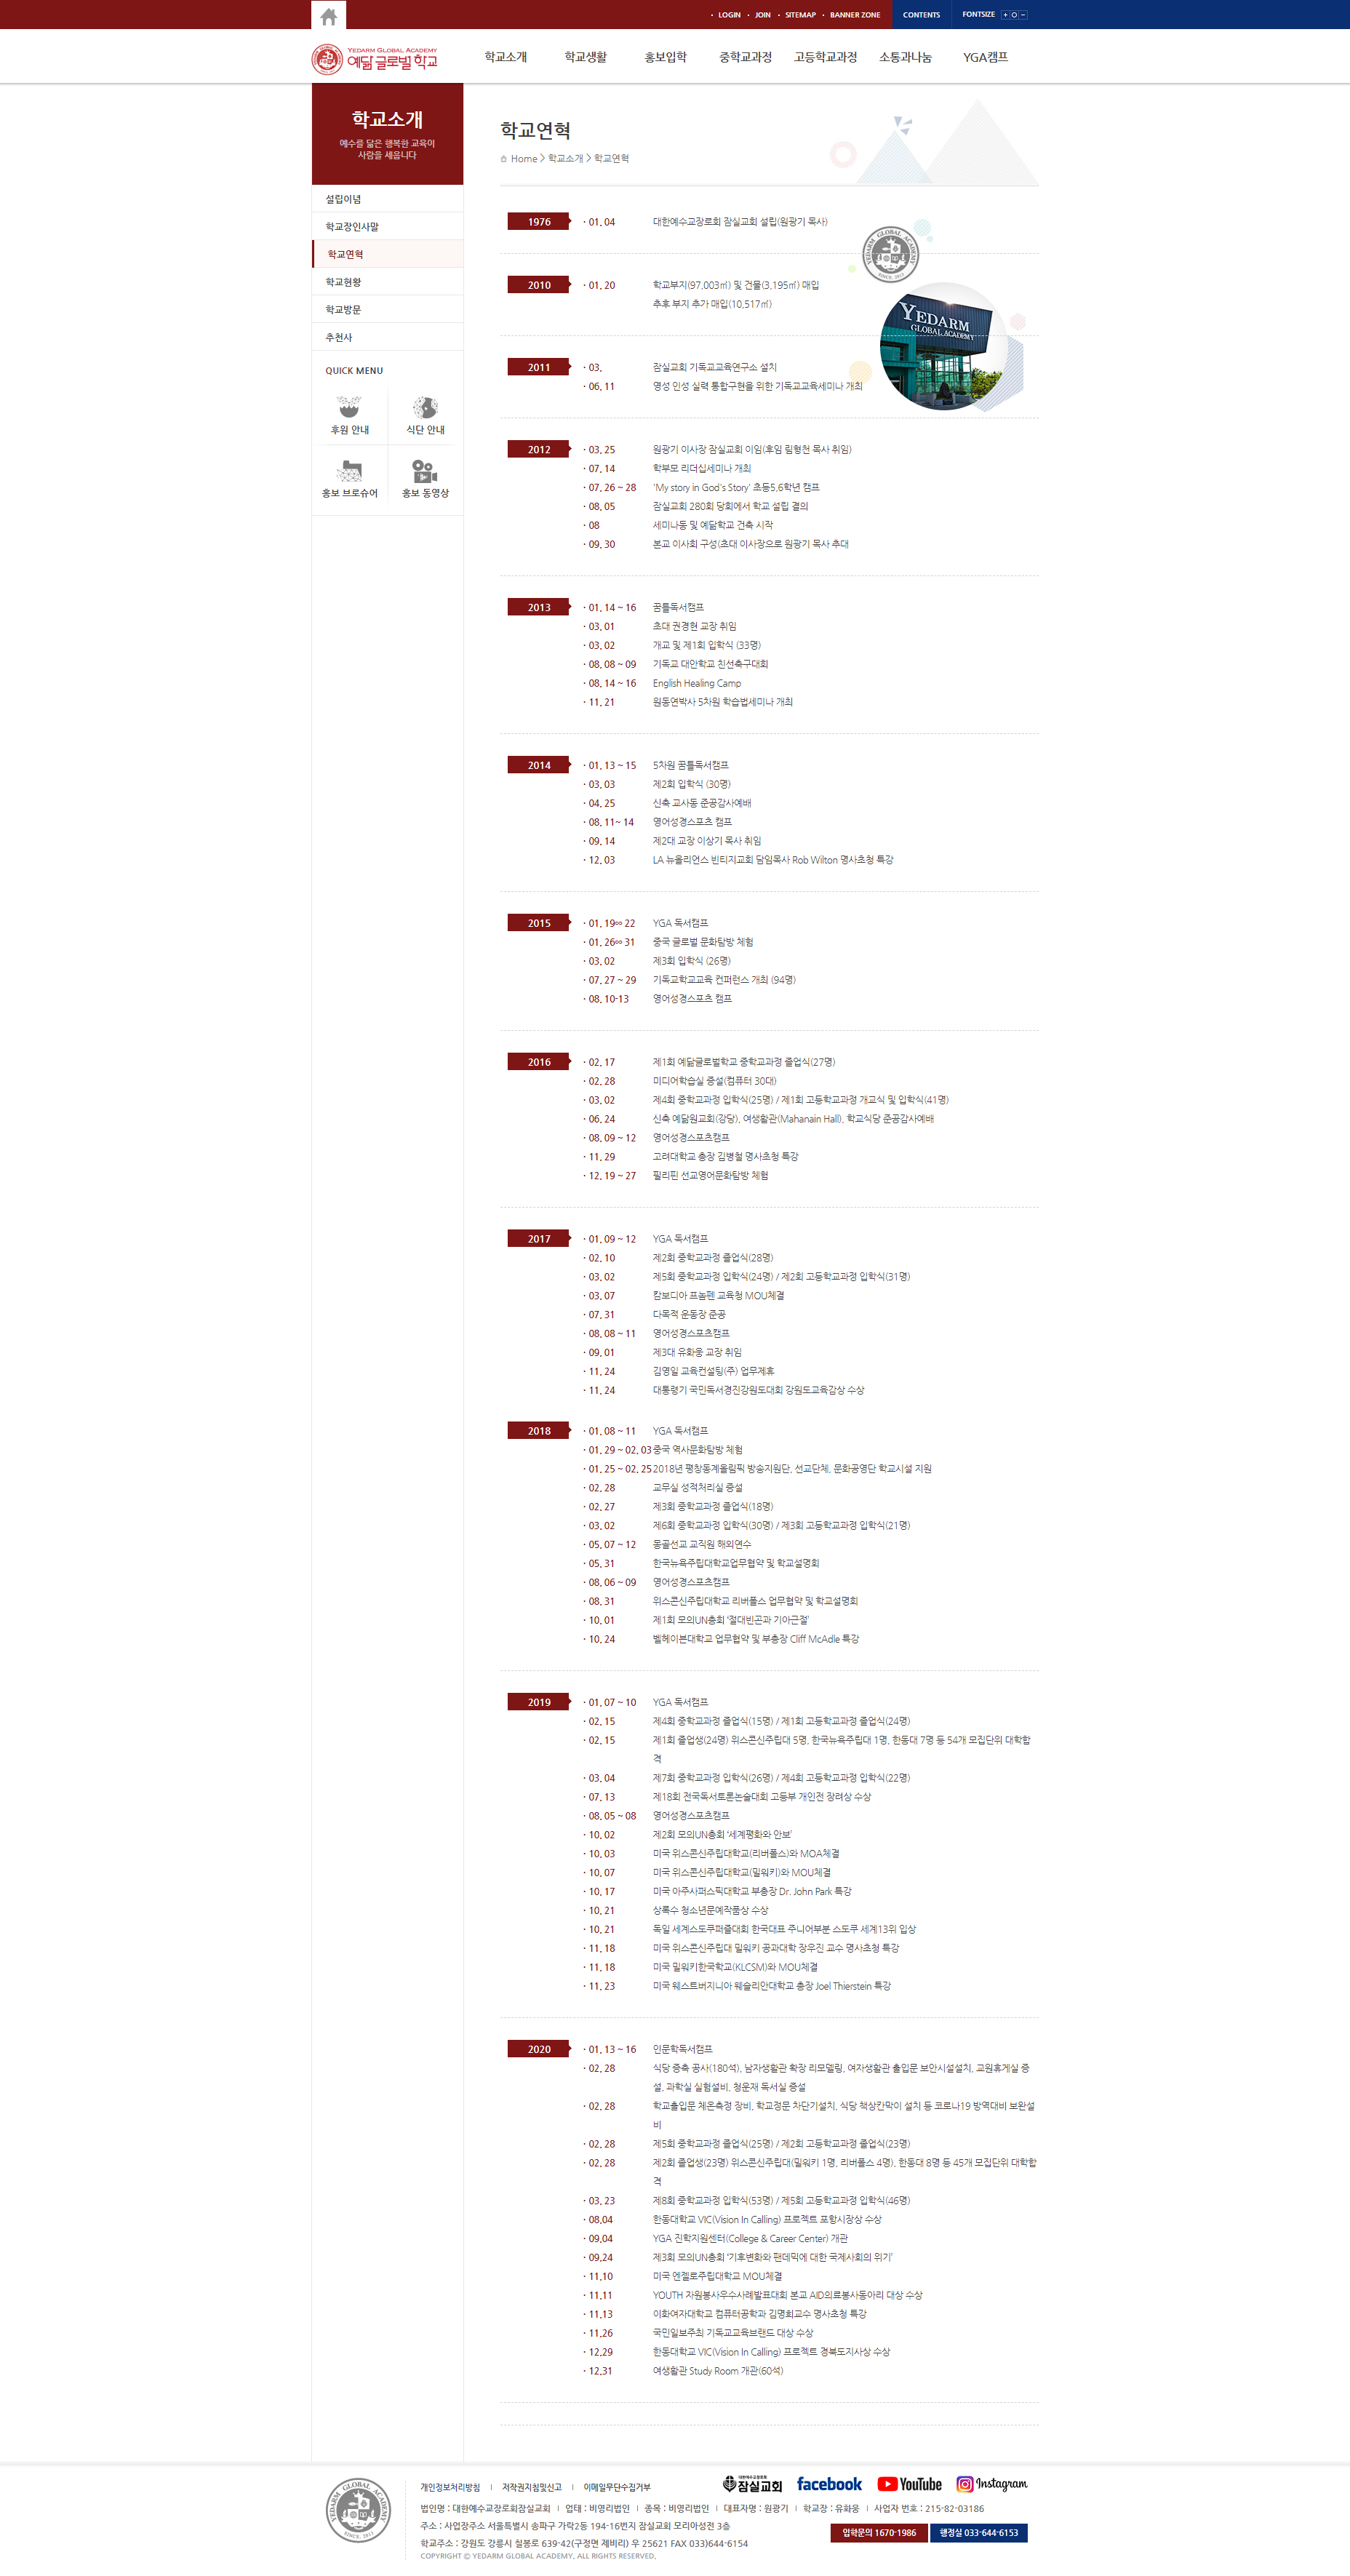 LOGIN JOIN SITEMAP BANNER ZONE CONTENTS FONTSIZE
YEDARM GLOBAL ACADEMY
예닮글로벌학교
학교소개 학교생활 홍보입학 중학교과정 고등학교과정 소통과나눔 YGA캠프
학교소개
예수를 닮은 행복한 교육이
사람을 세웁니다
설립이념
학교장인사말
학교연혁
학교현황
학교방문
추천사
QUICK MENU
후원 안내 식단 안내
홍보 브로슈어 홍보 동영상
학교연혁
Home > 학교소개 > 학교연혁
YEDARM GLOBAL ACADEMY
SINCE. 2013
YEDARM
GLOBAL ACADEMY
1976 · 01. 04 대한예수교장로회 잠실교회 설립(원광기 목사)
2010 · 01. 20 학교부지(97,003㎡) 및 건물(3,195㎡) 매입
추후 부지 추가 매입(10,517㎡)
2011 · 03. 잠실교회 기독교교육연구소 설치
· 06. 11 영성 인성 실력 통합구현을 위한 기독교교육세미나 개최
2012 · 03. 25 원광기 이사장 잠실교회 이임(후임 림형천 목사 취임)
· 07. 14 학부모 리더십세미나 개최
· 07. 26 ~ 28 'My story in God's Story' 초등5,6학년 캠프
· 08. 05 잠실교회 280회 당회에서 학교 설립 결의
· 08 세미나동 및 예닮학교 건축 시작
· 09. 30 본교 이사회 구성(초대 이사장으로 원광기 목사 추대
2013 · 01. 14 ~ 16 꿈틀독서캠프
· 03. 01 초대 권경현 교장 취임
· 03. 02 개교 및 제1회 입학식 (33명)
· 08. 08 ~ 09 기독교 대안학교 친선축구대회
· 08. 14 ~ 16 English Healing Camp
· 11. 21 원동연박사 5차원 학습법세미나 개최
2014 · 01. 13 ~ 15 5차원 꿈틀독서캠프
· 03. 03 제2회 입학식 (30명)
· 04. 25 신축 교사동 준공감사예배
· 08. 11~ 14 영어성경스포츠 캠프
· 09. 14 제2대 교장 이상기 목사 취임
· 12. 03 LA 뉴올리언스 빈티지교회 담임목사 Rob Wilton 명사초청 특강
2015 · 01. 19∞ 22 YGA 독서캠프
· 01. 26∞ 31 중국 글로벌 문화탐방 체험
· 03. 02 제3회 입학식 (26명)
· 07. 27 ~ 29 기독교학교교육 컨퍼런스 개최 (94명)
· 08. 10-13 영어성경스포츠 캠프
2016 · 02. 17 제1회 예닮글로벌학교 중학교과정 졸업식(27명)
· 02. 28 미디어학습실 증설(컴퓨터 30대)
· 03. 02 제4회 중학교과정 입학식(25명) / 제1회 고등학교과정 개교식 및 입학식(41명)
· 06. 24 신축 예닮원교회(강당), 여생활관(Mahanain Hall), 학교식당 준공감사예배
· 08. 09 ~ 12 영어성경스포츠캠프
· 11. 29 고려대학교 총장 김병철 명사초청 특강
· 12. 19 ~ 27 필리핀 선교영어문화탐방 체험
2017 · 01. 09 ~ 12 YGA 독서캠프
· 02. 10 제2회 중학교과정 졸업식(28명)
· 03. 02 제5회 중학교과정 입학식(24명) / 제2회 고등학교과정 입학식(31명)
· 03. 07 캄보디아 프놈펜 교육청 MOU체결
· 07. 31 다목적 운동장 준공
· 08. 08 ~ 11 영어성경스포츠캠프
· 09. 01 제3대 유화웅 교장 취임
· 11. 24 김영일 교육컨설팅(주) 업무제휴
· 11. 24 대통령기 국민독서경진강원도대회 강원도교육감상 수상
2018 · 01. 08 ~ 11 YGA 독서캠프
· 01. 29 ~ 02. 03 중국 역사문화탐방 체험
· 01. 25 ~ 02. 25 2018년 평창동계올림픽 방송지원단, 선교단체, 문화공영단 학교시설 지원
· 02. 28 교무실 성적처리실 증설
· 02. 27 제3회 중학교과정 졸업식(18명)
· 03. 02 제6회 중학교과정 입학식(30명) / 제3회 고등학교과정 입학식(21명)
· 05. 07 ~ 12 몽골선교 교직원 해외연수
· 05. 31 한국뉴욕주립대학교업무협약 및 학교설명회
· 08. 06 ~ 09 영어성경스포츠캠프
· 08. 31 위스콘신주립대학교 리버폴스 업무협약 및 학교설명회
· 10. 01 제1회 모의UN총회 '절대빈곤과 기아근절'
· 10. 24 벨헤이븐대학교 업무협약 및 부총장 Cliff McAdle 특강
2019 · 01. 07 ~ 10 YGA 독서캠프
· 02. 15 제4회 중학교과정 졸업식(15명) / 제1회 고등학교과정 졸업식(24명)
· 02. 15 제1회 졸업생(24명) 위스콘신주립대 5명, 한국뉴욕주립대 1명, 한동대 7명 등 54개 모집단위 대학합
격
· 03. 04 제7회 중학교과정 입학식(26명) / 제4회 고등학교과정 입학식(22명)
· 07. 13 제18회 전국독서토론논술대회 고등부 개인전 장려상 수상
· 08. 05 ~ 08 영어성경스포츠캠프
· 10. 02 제2회 모의UN총회 '세계평화와 안보'
· 10. 03 미국 위스콘신주립대학교(리버폴스)와 MOA체결
· 10. 07 미국 위스콘신주립대학교(밀워키)와 MOU체결
· 10. 17 미국 아주사퍼스픽대학교 부총장 Dr. John Park 특강
· 10. 21 상록수 청소년문예작품상 수상
· 10. 21 독일 세계스도쿠퍼즐대회 한국대표 주니어부분 스도쿠 세계13위 입상
· 11. 18 미국 위스콘신주립대 밀워키 공과대학 장우진 교수 명사초청 특강
· 11. 18 미국 밀워키한국학교(KLCSM)와 MOU체결
· 11. 23 미국 웨스트버지니아 웨슬리안대학교 총장 Joel Thierstein 특강
2020 · 01. 13 ~ 16 인문학독서캠프
· 02. 28 식당 증축 공사(180석), 남자생활관 확장 리모델링, 여자생활관 출입문 보안시설설치, 교원휴게실 증
설, 과학실 실험설비, 청운재 독서실 증설
· 02. 28 학교출입문 체온측정 장비, 학교정문 차단기설치, 식당 책상칸막이 설치 등 코로나19 방역대비 보완설
비
· 02. 28 제5회 중학교과정 졸업식(25명) / 제2회 고등학교과정 졸업식(23명)
· 02. 28 제2회 졸업생(23명) 위스콘신주립대(밀워키 1명, 리버폴스 4명), 한동대 8명 등 45개 모집단위 대학합
격
· 03. 23 제8회 중학교과정 입학식(53명) / 제5회 고등학교과정 입학식(46명)
· 08.04 한동대학교 VIC(Vision In Calling) 프로젝트 포항시장상 수상
· 09.04 YGA 진학지원센터(College & Career Center) 개관
· 09.24 제3회 모의UN총회 '기후변화와 팬데믹에 대한 국제사회의 위기'
· 11.10 미국 엔젤로주립대학교 MOU체결
· 11.11 YOUTH 자원봉사우수사례발표대회 본교 AID의료봉사동아리 대상 수상
· 11.13 이화여자대학교 컴퓨터공학과 김명희교수 명사초청 특강
· 11.26 국민일보주최 기독교교육브랜드 대상 수상
· 12.29 한동대학교 VIC(Vision In Calling) 프로젝트 경북도지사상 수상
· 12.31 여생활관 Study Room 개관(60석)
YEDARM GLOBAL ACADEMY
SINCE. 2013
개인정보처리방침 | 저작권지침및신고 | 이메일무단수집거부
대한예수교장로회 잠실교회 facebook YouTube Instagram
법인명 : 대한예수교장로회잠실교회 | 업태 : 비영리법인 | 종목 : 비영리법인 | 대표자명 : 원광기 | 학교장 : 유화웅 | 사업자 번호 : 215-82-03186
주소 : 사업장주소 서울특별시 송파구 가락2동 194-16번지 잠실교회 모리아성전 3층
입학문의 1670-1986 행정실 033-644-6153
학교주소 : 강원도 강릉시 칠봉로 639-42(구정면 제비리) 우 25621 FAX 033)644-6154
COPYRIGHT ⓒ YEDARM GLOBAL ACADEMY. ALL RIGHTS RESERVED.